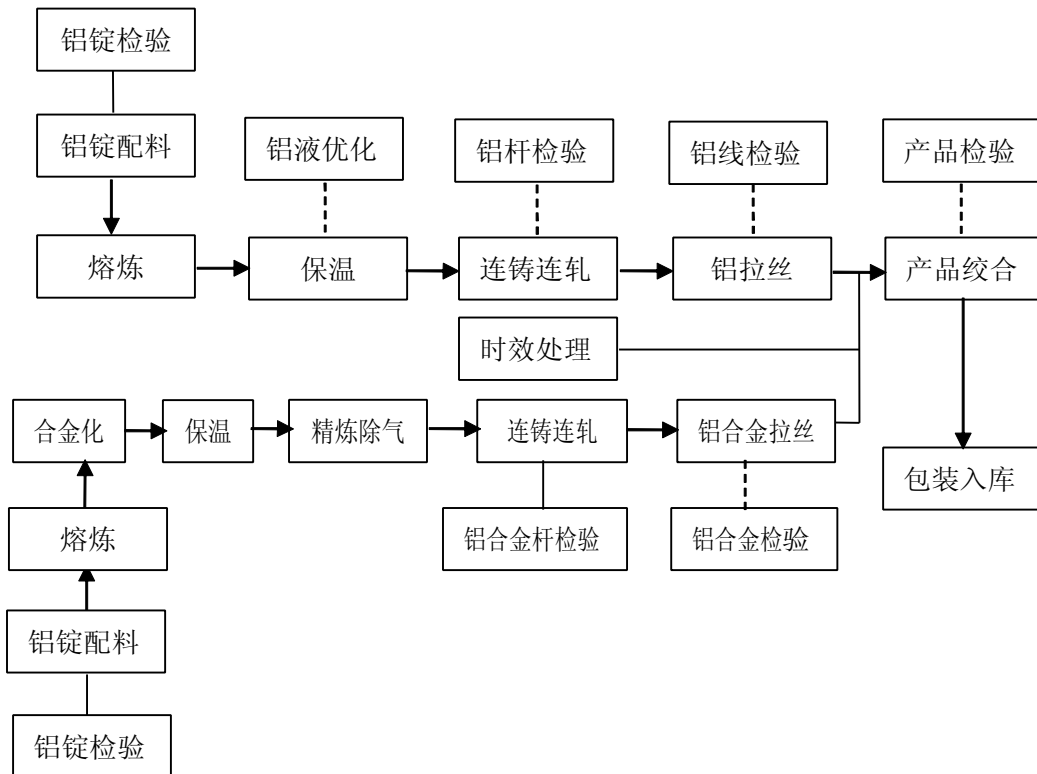 铝锭检验
铝锭配料
铝液优化
铝杆检验
铝线检验
产品检验
熔炼
保温
连铸连轧
铝拉丝
产品绞合
时效处理
合金化
保温
精炼除气
连铸连轧
铝合金拉丝
包装入库
熔炼
铝合金杆检验
铝合金检验
铝锭配料
铝锭检验